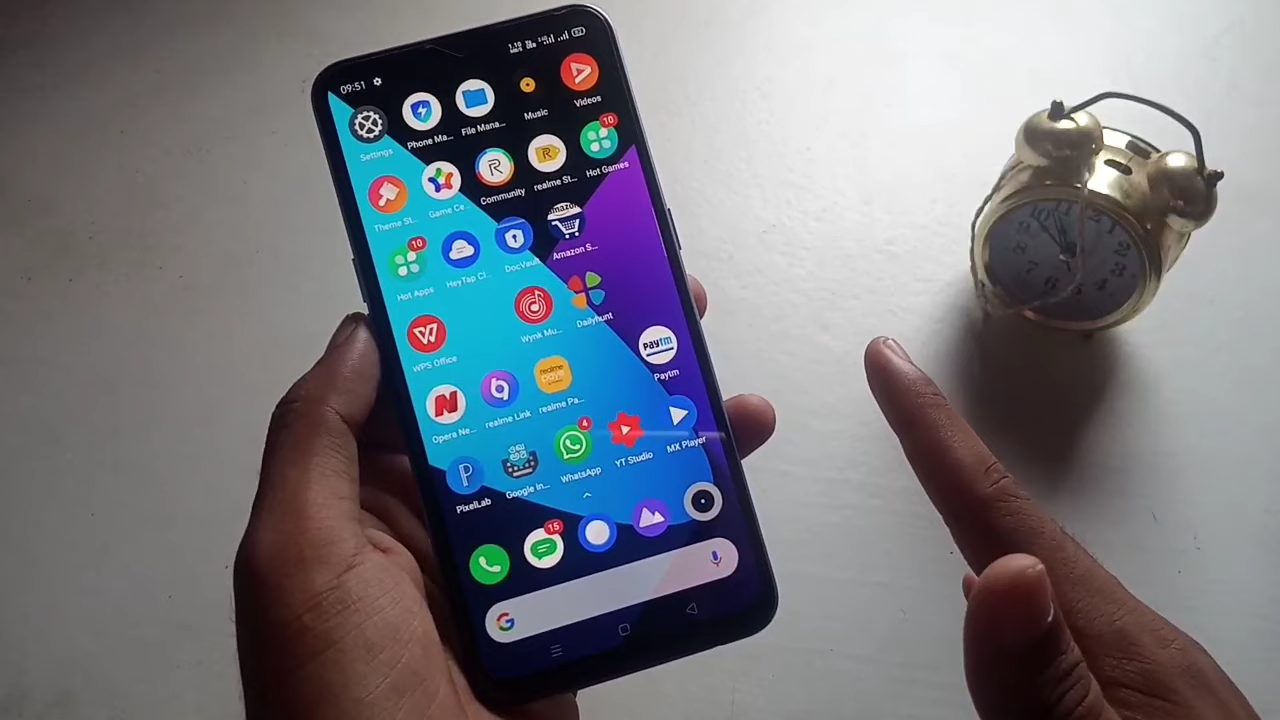 09:51
Settings
Phone Ma...
File Mana...
Music
Videos
Theme St...
Game Ce...
R
Community
R
realme St...
10
Hot Games
10
Hot Apps
HeyTap Cl...
DocVault
amazon
Amazon S...
W
WPS Office
Wynk Mu...
Dailyhunt
paytm
Paytm
N
Opera Ne...
realme Link
realme
realme Pa...
P
PixelLab
Google In...
4
WhatsApp
YT Studio
MX Player
15
G